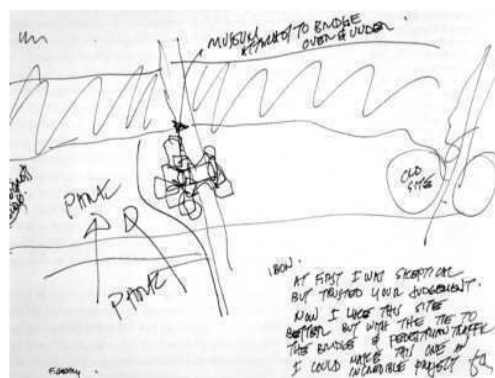 MUSEUM
ATTACHED TO BRIDGE
OVER & UNDER
PARK
OLD
SITE
PARK
AT FIRST I WAS SKEPTICAL
BUT TRUSTED YOUR JUDGEMENT.
NOW I LIKE THIS SITE
BETTER BUT WITH THE TIE TO
THE BRIDGE & PEDESTRIAN TRAFFIC
I COULD MAKE THIS ONE
INCREDIBLE PROJECT FG
F. GEHRY